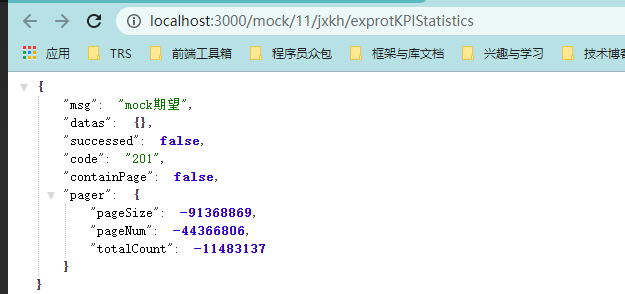 localhost:3000/mock/11/jxkh/exprotKPIStatistics
应用 TRS 前端工具箱 程序员众包 框架与库文档 兴趣与学习 技术博客
{
"msg": "mock期望",
"datas": {},
"successed": false,
"code": "201",
"containPage": false,
"pager": {
"pageSize": -91368869,
"pageNum": -44366806,
"totalCount": -11483137
}
}